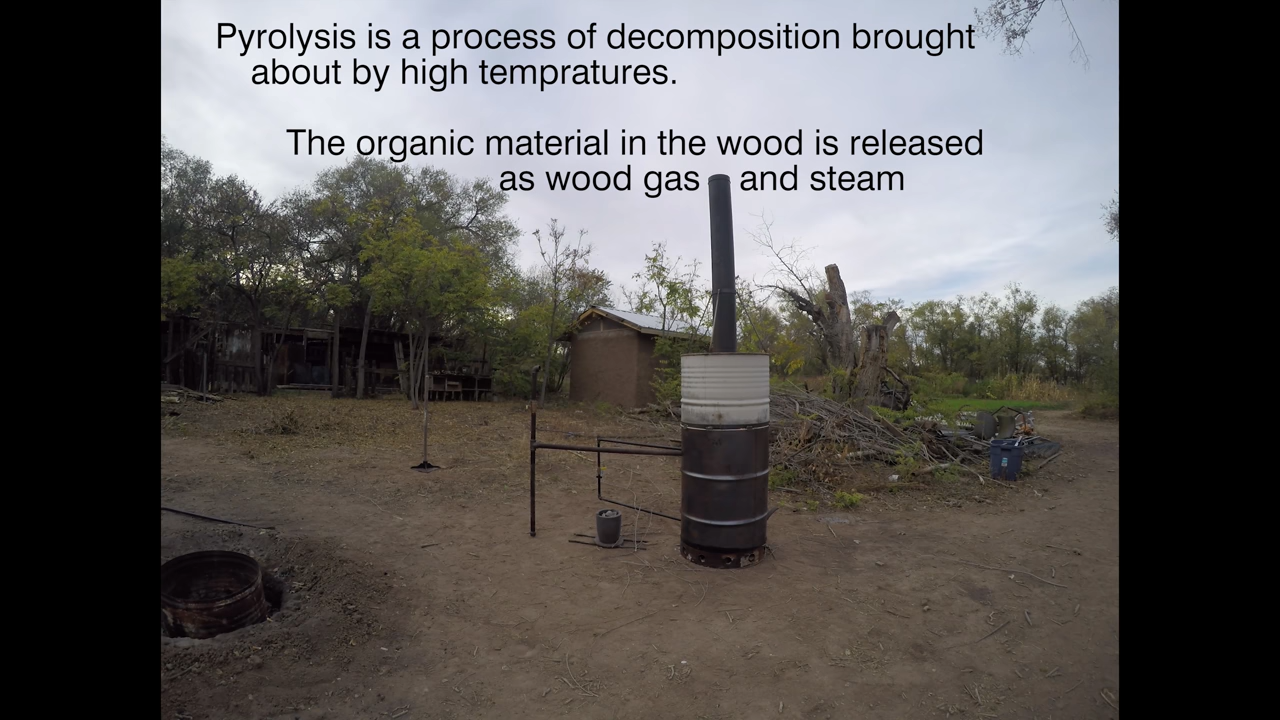 Pyrolysis is a process of decomposition brought
about by high tempratures.
The organic material in the wood is released
as wood gas and steam